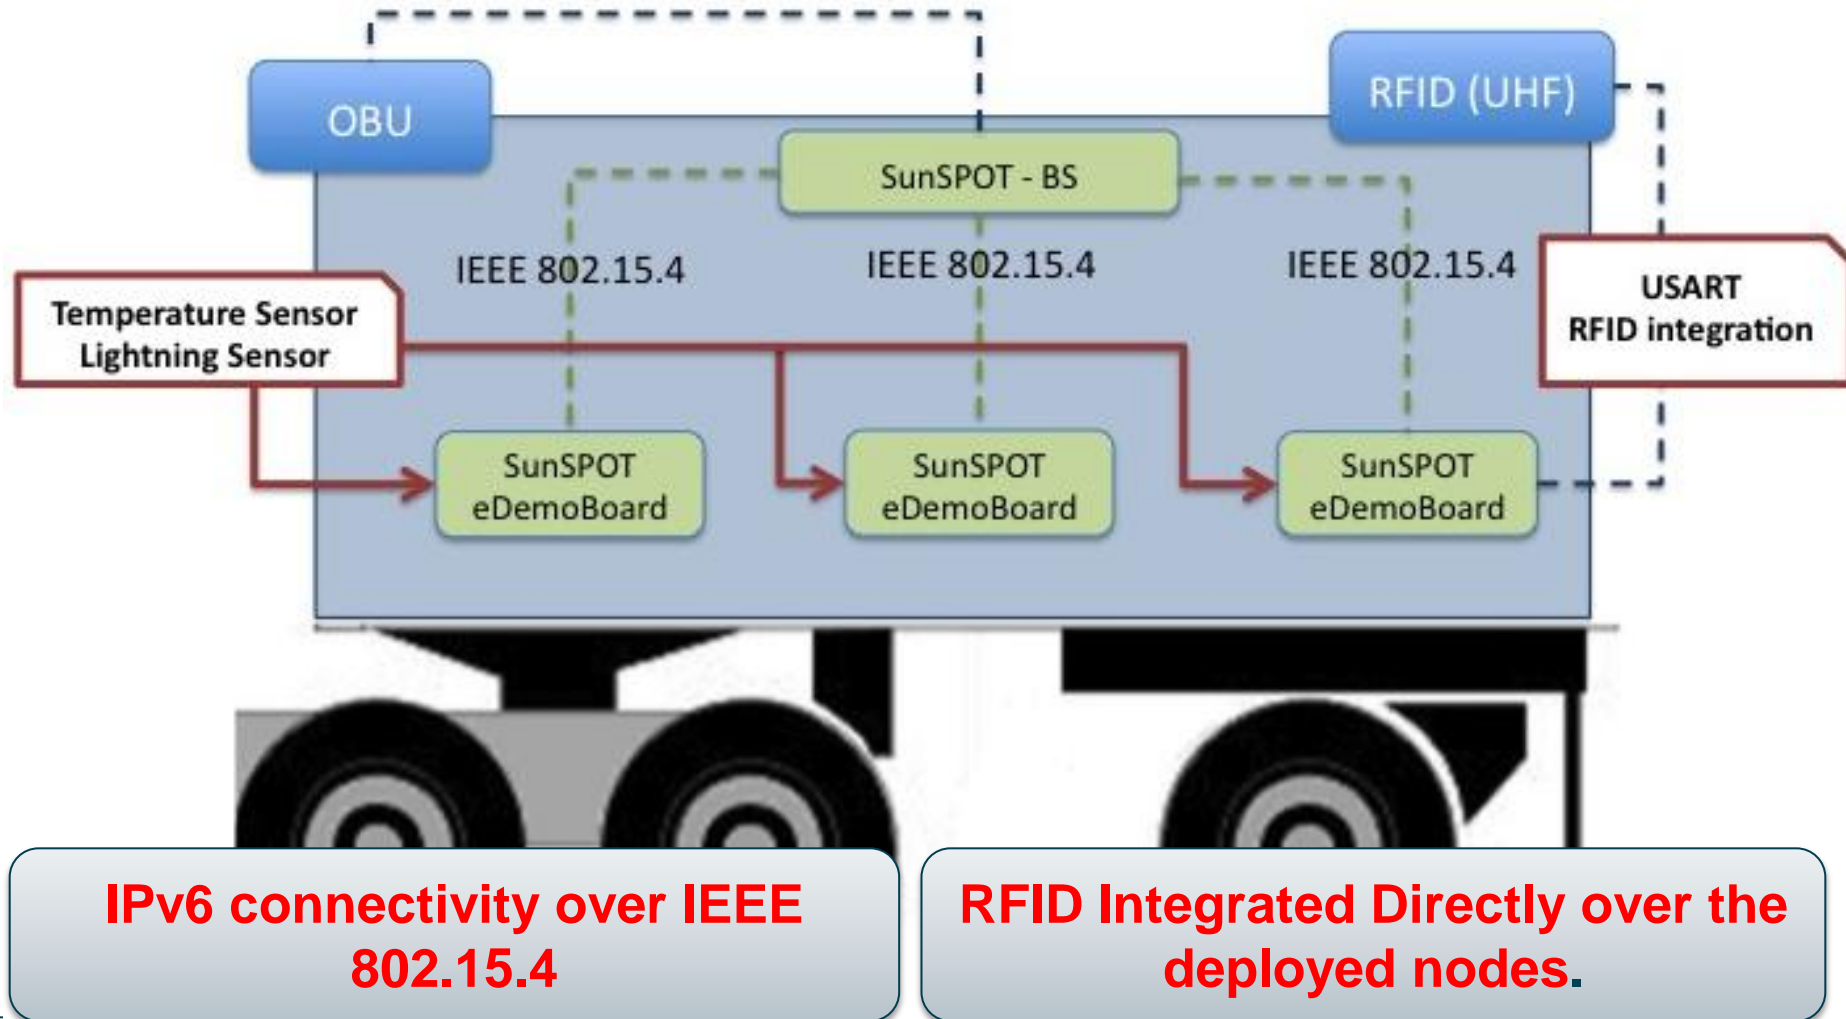 OBU
RFID (UHF)
SunSPOT - BS
IEEE 802.15.4
IEEE 802.15.4
IEEE 802.15.4
Temperature Sensor
Lightning Sensor
USART
RFID integration
SunSPOT
eDemoBoard
SunSPOT
eDemoBoard
SunSPOT
eDemoBoard
IPv6 connectivity over IEEE
802.15.4
RFID Integrated Directly over the
deployed nodes.